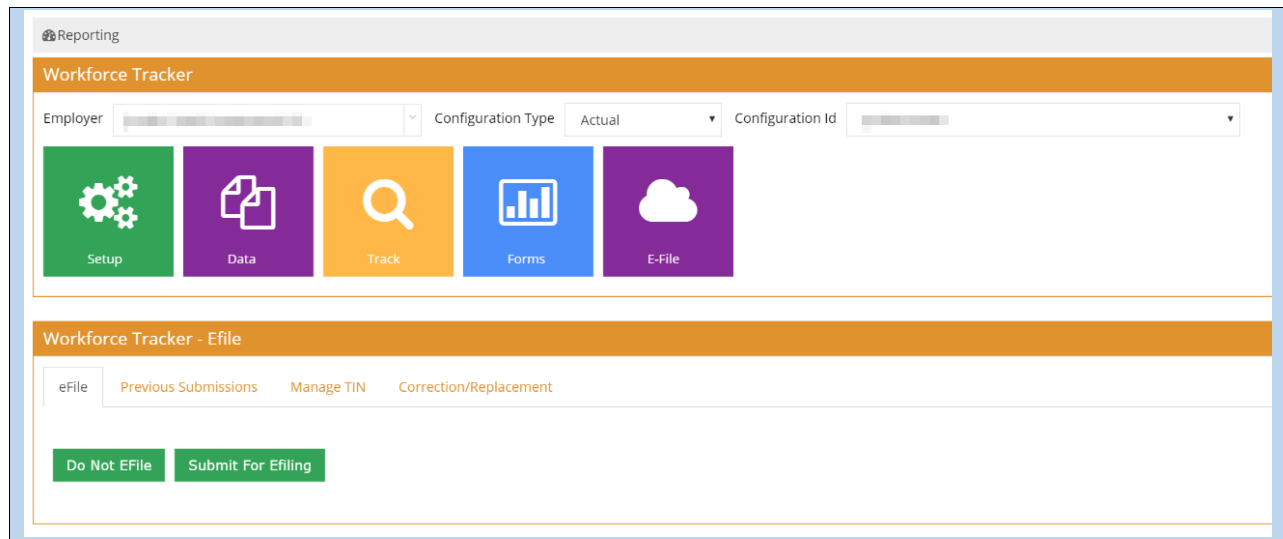 Reporting
Workforce Tracker
Employer Configuration Type Actual Configuration Id
Setup Data Track Forms E-File
Workforce Tracker - Efile
eFile Previous Submissions Manage TIN Correction/Replacement
Do Not EFile Submit For Efiling